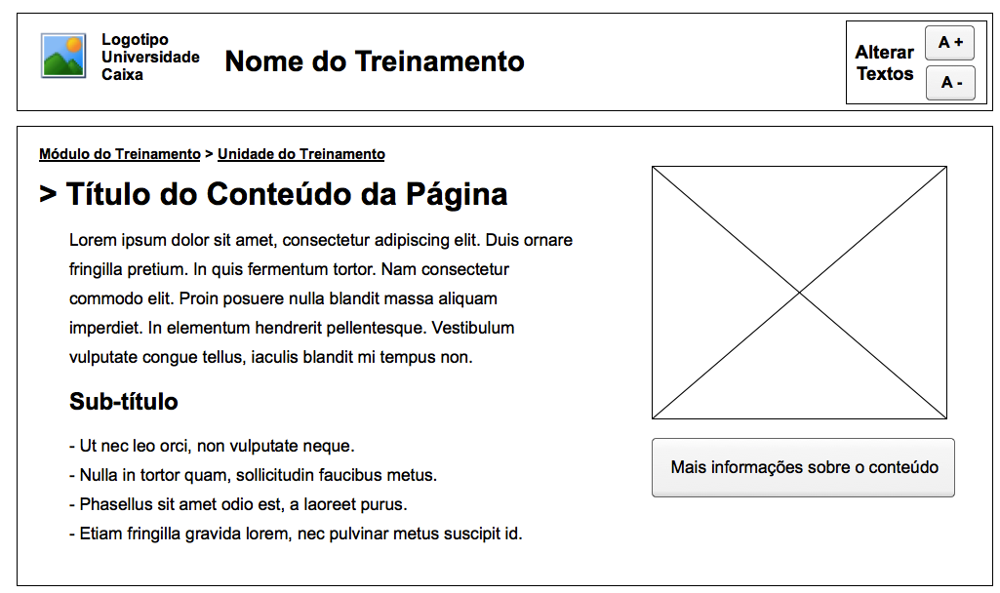 Logotipo
Universidade
Caixa
Nome do Treinamento
Alterar
Textos
A +
A -
Módulo do Treinamento > Unidade do Treinamento
> Título do Conteúdo da Página
Lorem ipsum dolor sit amet, consectetur adipiscing elit. Duis ornare
fringilla pretium. In quis fermentum tortor. Nam consectetur
commodo elit. Proin posuere nulla blandit massa aliquam
imperdiet. In elementum hendrerit pellentesque. Vestibulum
vulputate congue tellus, iaculis blandit mi tempus non.
Sub-título
- Ut nec leo orci, non vulputate neque.
- Nulla in tortor quam, sollicitudin faucibus metus.
- Phasellus sit amet odio est, a laoreet purus.
- Etiam fringilla gravida lorem, nec pulvinar metus suscipit id.
Mais informações sobre o conteúdo